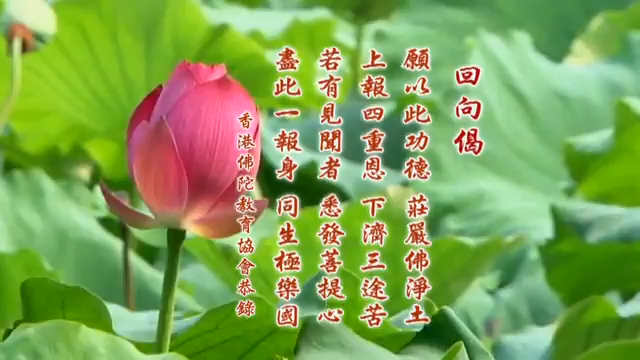 回向偈
願以此功德 莊嚴佛淨土
上報四重恩 下濟三途苦
若有見聞者 悉發菩提心
盡此一報身 同生極樂國
香港佛陀教育協會恭錄